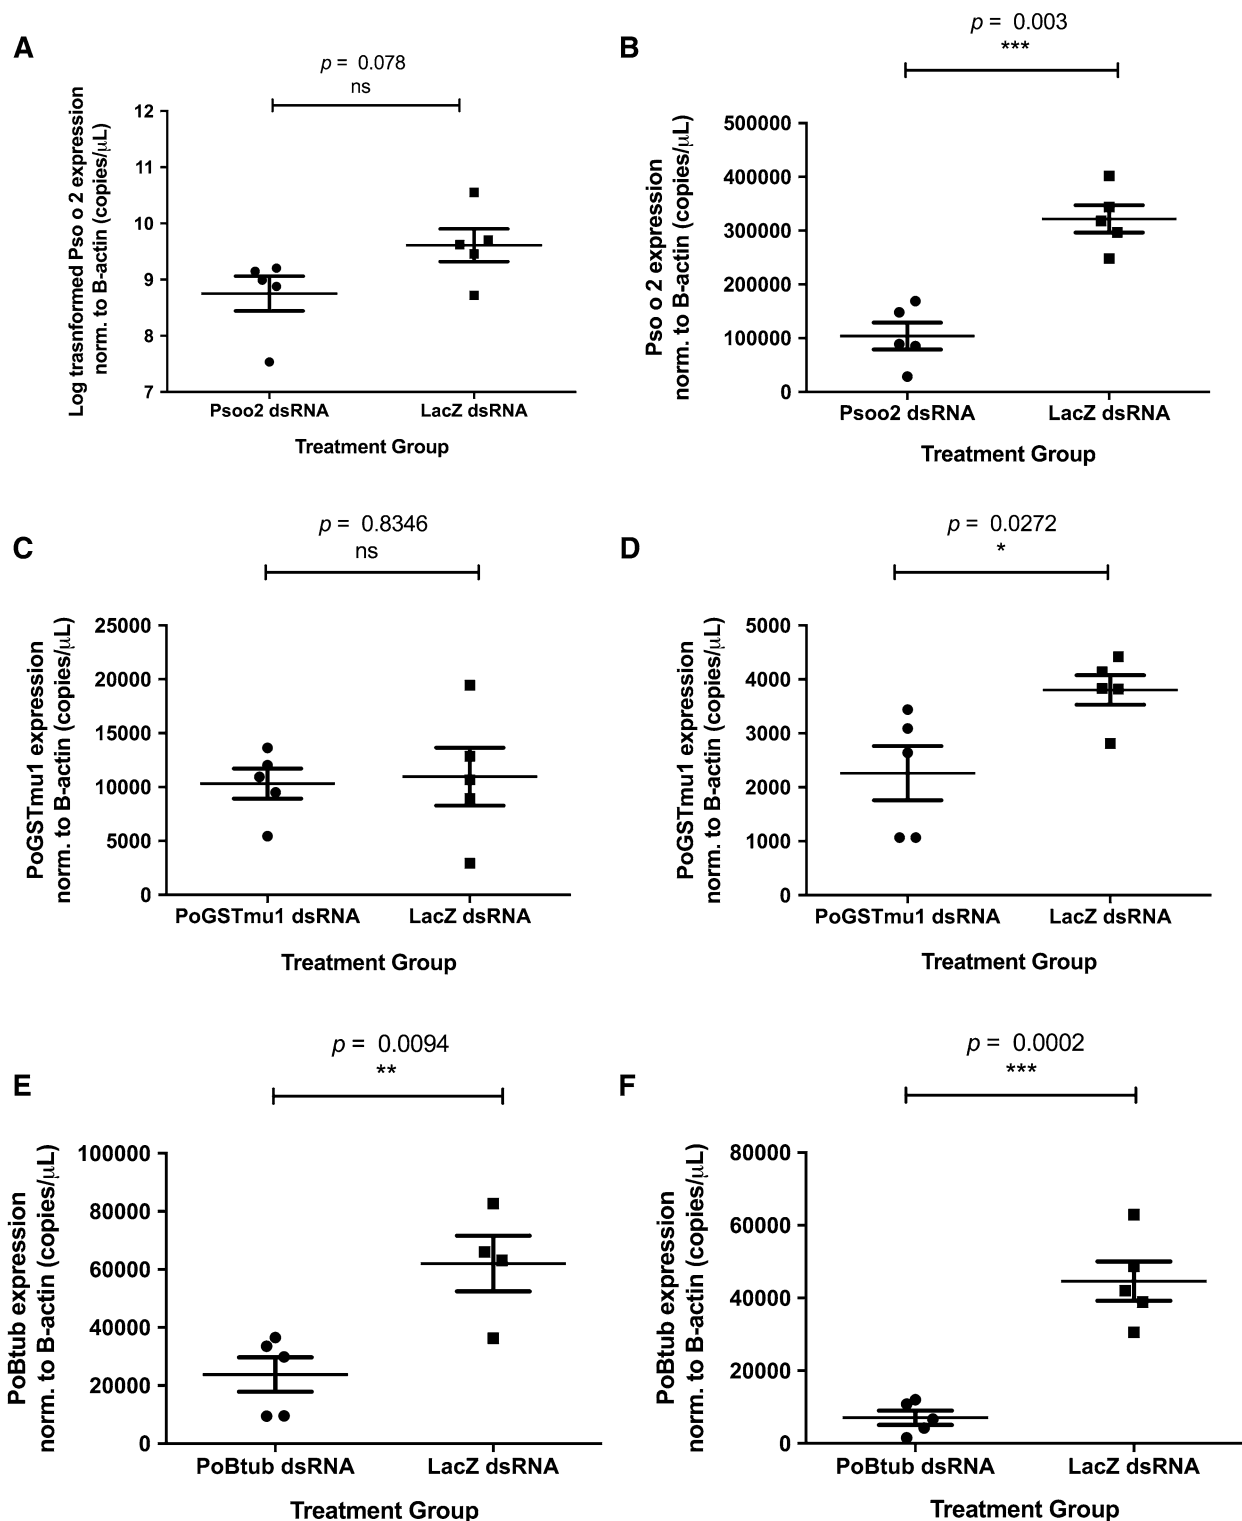 A
p = 0.078
ns
Log trasnformed Pso o 2 expression
norm. to B-actin (copies/μL)
12
11
10
9
8
7
Psoo2 dsRNA
LacZ dsRNA
Treatment Group
B
p = 0.003
***
Pso o 2 expression
norm. to B-actin (copies/μL)
500000
400000
300000
200000
100000
0
Psoo2 dsRNA
LacZ dsRNA
Treatment Group
C
p = 0.8346
ns
PoGSTmu1 expression
norm. to B-actin (copies/μL)
25000
20000
15000
10000
5000
0
PoGSTmu1 dsRNA
LacZ dsRNA
Treatment Group
D
p = 0.0272
*
PoGSTmu1 expression
norm. to B-actin (copies/μL)
5000
4000
3000
2000
1000
0
PoGSTmu1 dsRNA
LacZ dsRNA
Treatment Group
E
p = 0.0094
**
PoBtub expression
norm. to B-actin (copies/μL)
100000
80000
60000
40000
20000
0
PoBtub dsRNA
LacZ dsRNA
Treatment Group
F
p = 0.0002
***
PoBtub expression
norm. to B-actin (copies/μL)
80000
60000
40000
20000
0
PoBtub dsRNA
LacZ dsRNA
Treatment Group